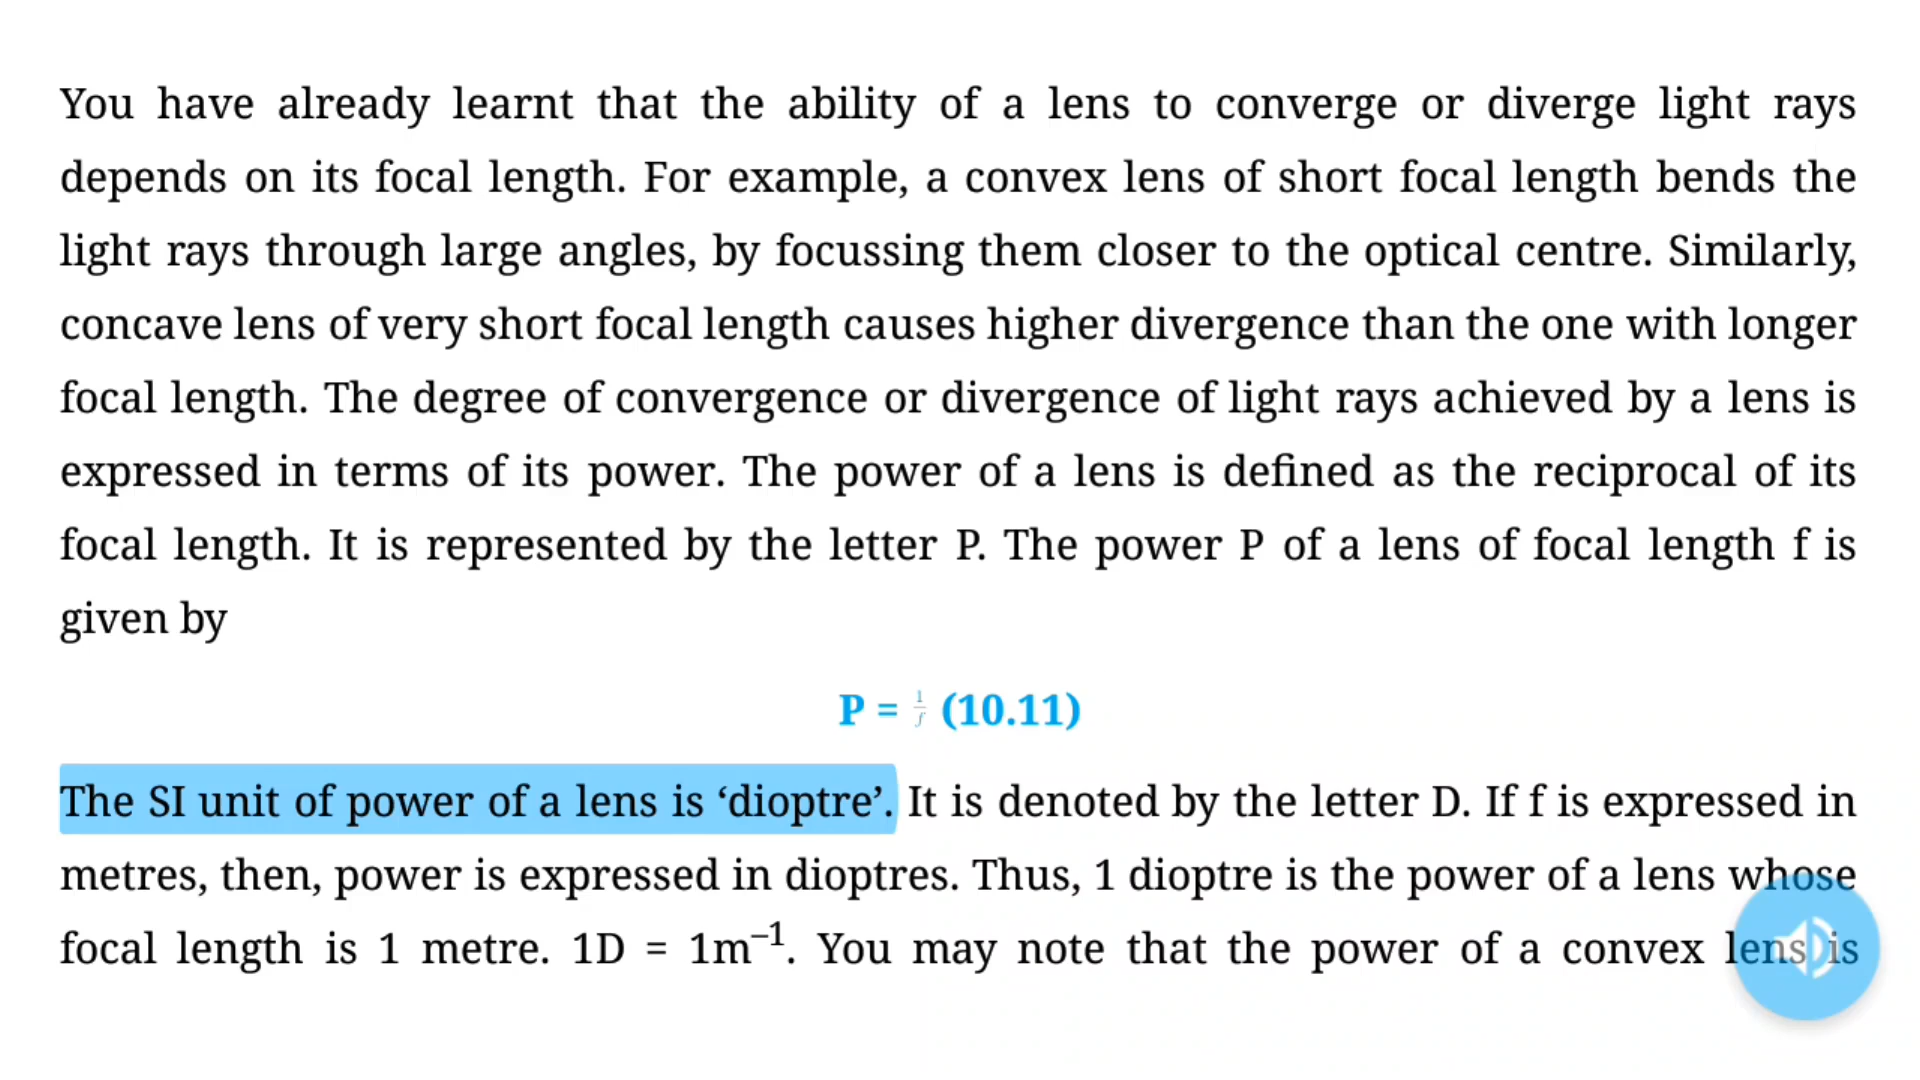 You have already learnt that the ability of a lens to converge or diverge light rays
depends on its focal length. For example, a convex lens of short focal length bends the
light rays through large angles, by focussing them closer to the optical centre. Similarly,
concave lens of very short focal length causes higher divergence than the one with longer
focal length. The degree of convergence or divergence of light rays achieved by a lens is
expressed in terms of its power. The power of a lens is defined as the reciprocal of its
focal length. It is represented by the letter P. The power P of a lens of focal length f is
given by
P = 1/f (10.11)
The SI unit of power of a lens is ‘dioptre’. It is denoted by the letter D. If f is expressed in
metres, then, power is expressed in dioptres. Thus, 1 dioptre is the power of a lens whose
focal length is 1 metre. 1D = 1m⁻¹. You may note that the power of a convex lens is